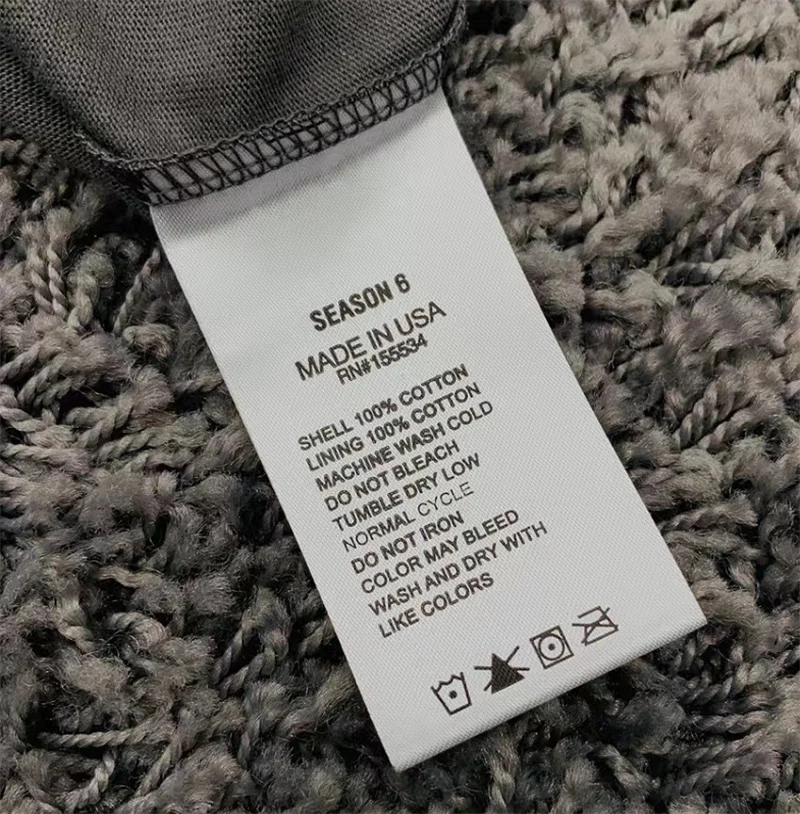 SEASON 6
MADE IN USA
RN#155534
SHELL 100% COTTON
LINING 100% COTTON
MACHINE WASH COLD
DO NOT BLEACH
TUMBLE DRY LOW
NORMAL CYCLE
DO NOT IRON
COLOR MAY BLEED
WASH AND DRY WITH
LIKE COLORS